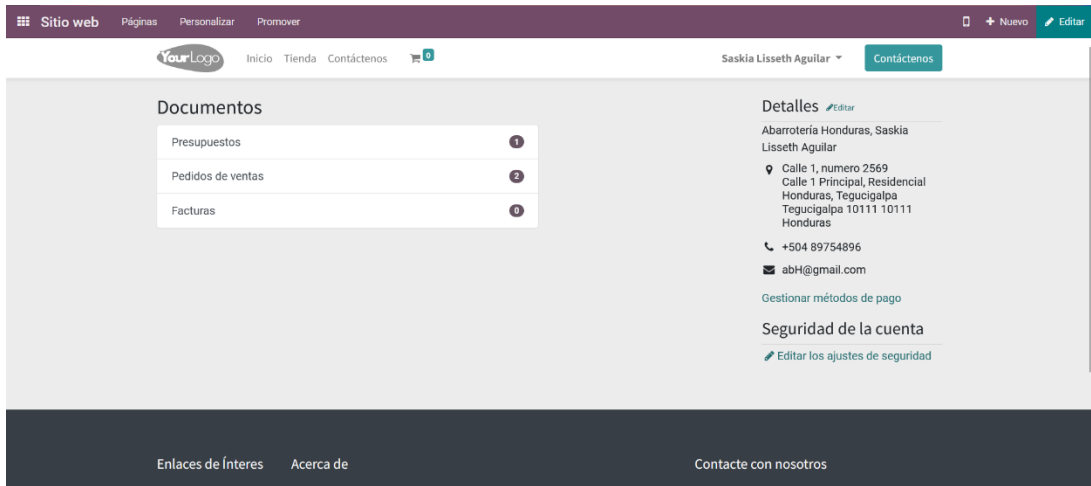 Sitio web Páginas Personalizar Promover + Nuevo Editar
YourLogo Inicio Tienda Contáctenos 0 Saskia Lisseth Aguilar Contáctenos
Documentos
Presupuestos 1
Pedidos de ventas 2
Facturas 0
Detalles Editar
Abarrotería Honduras, Saskia
Lisseth Aguilar
Calle 1, numero 2569
Calle 1 Principal, Residencial
Honduras, Tegucigalpa
Tegucigalpa 10111 10111
Honduras
+504 89754896
abH@gmail.com
Gestionar métodos de pago
Seguridad de la cuenta
Editar los ajustes de seguridad
Enlaces de Ínteres Acerca de Contacte con nosotros